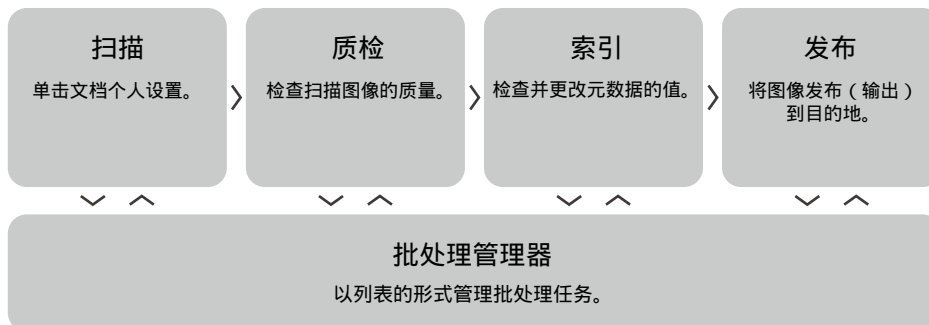 扫描
单击文档个人设置。
质检
检查扫描图像的质量。
索引
检查并更改元数据的值。
发布
将图像发布（输出）
到目的地。
批处理管理器
以列表的形式管理批处理任务。